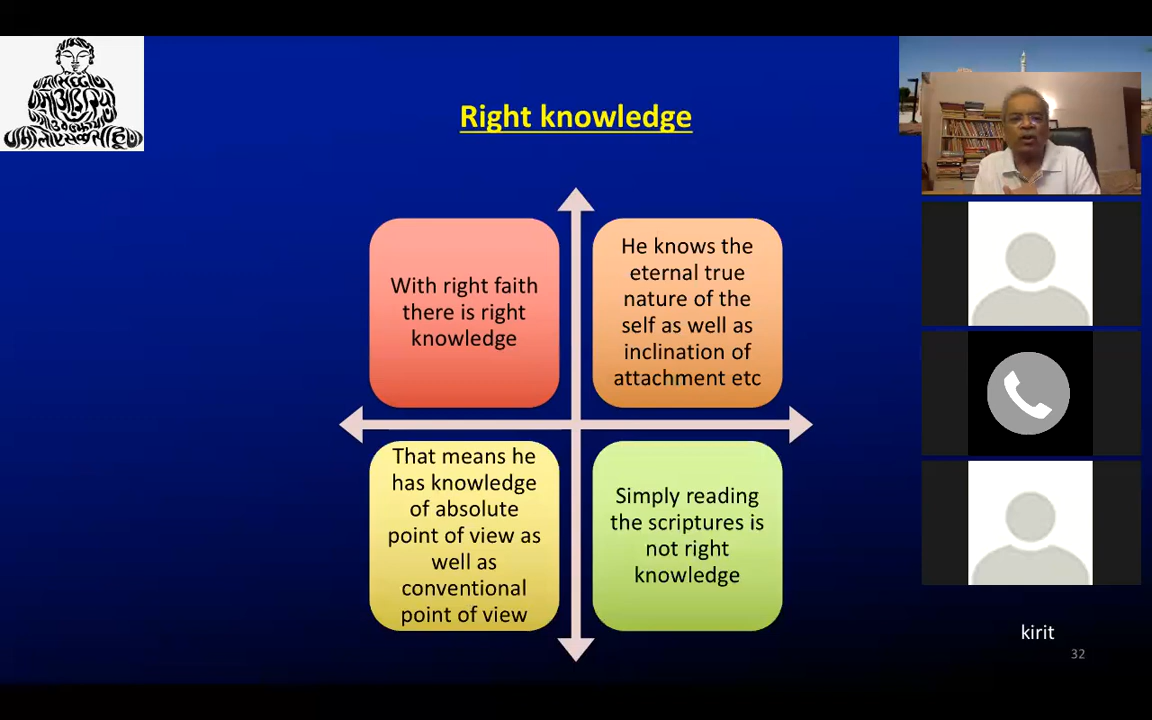 Right knowledge
With right faith
there is right
knowledge
He knows the
eternal true
nature of the
self as well as
inclination of
attachment etc
That means he
has knowledge
of absolute
point of view as
well as
conventional
point of view
Simply reading
the scriptures is
not right
knowledge
kirit
32